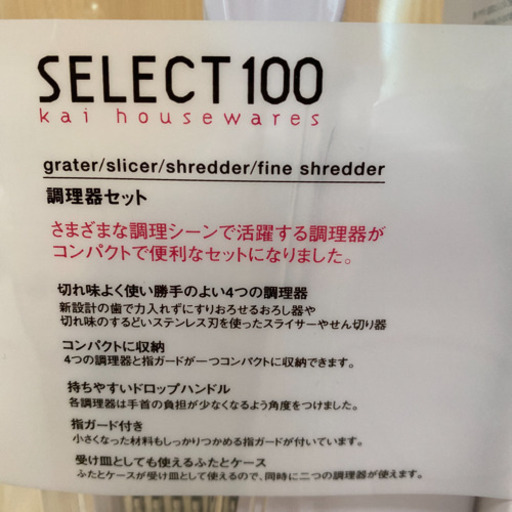 SELECT100
kai housewares
grater/slicer/shredder/fine shredder
調理器セット
さまざまな調理シーンで活躍する調理器が
コンパクトで便利なセットになりました。
切れ味よく使い勝手のよい4つの調理器
新設計の歯で力入れずにすりおろせるおろし器や
切れ味のするどいステンレス刃を使ったスライサーやせん切り器
コンパクトに収納
4つの調理器と指ガードが一つコンパクトに収納できます。
持ちやすいドロップハンドル
各調理器は手首の負担が少なくなるよう角度をつけました。
指ガード付き
小さくなった材料もしっかりつかめる指ガードが付いています。
受け皿としても使えるふたとケース
ふたとケースが受け皿として使えるので、同時に二つの調理器が使えます。